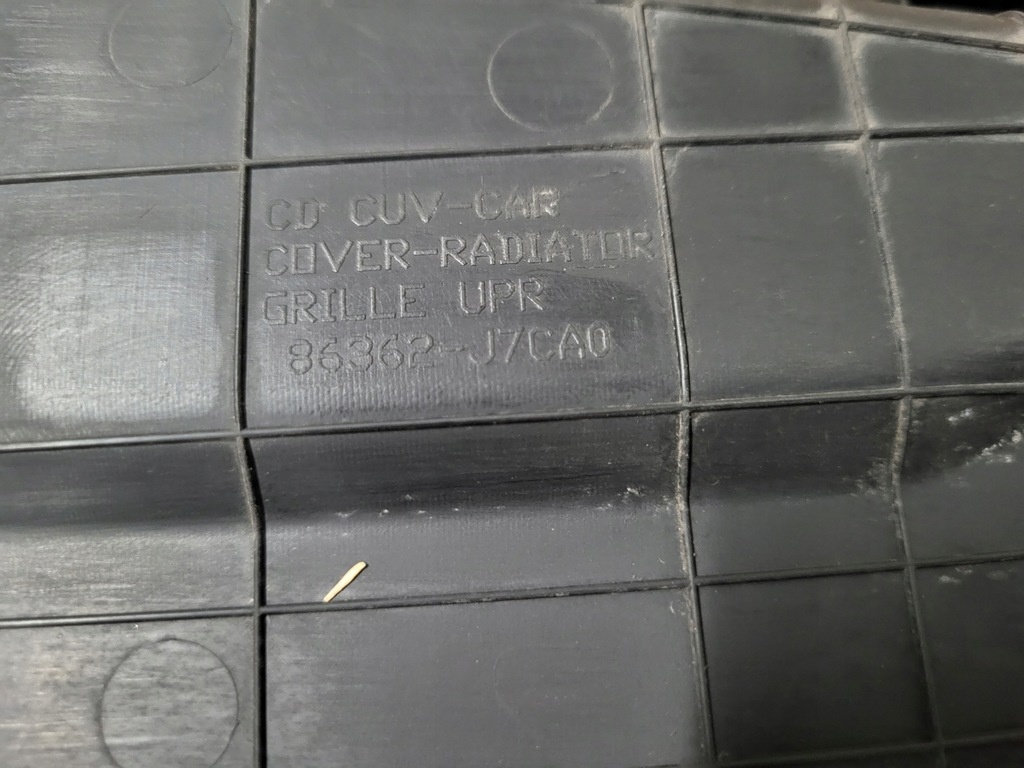 CD CUV-CAR
COVER-RADIATOR
GRILLE UPR
86362-J7CA0